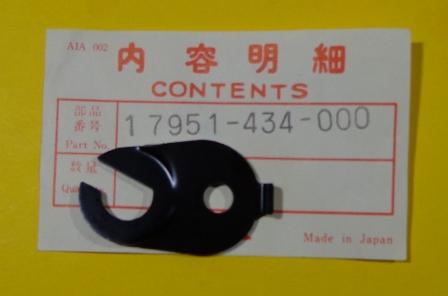 AIA 002
内容明細
CONTENTS
部品
番号
Part No.
17951-434-000
数量
Made in Japan